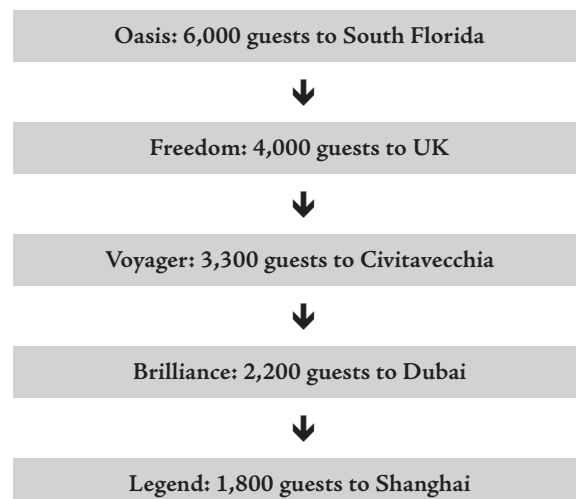 Oasis: 6,000 guests to South Florida
Freedom: 4,000 guests to UK
Voyager: 3,300 guests to Civitavecchia
Brilliance: 2,200 guests to Dubai
Legend: 1,800 guests to Shanghai